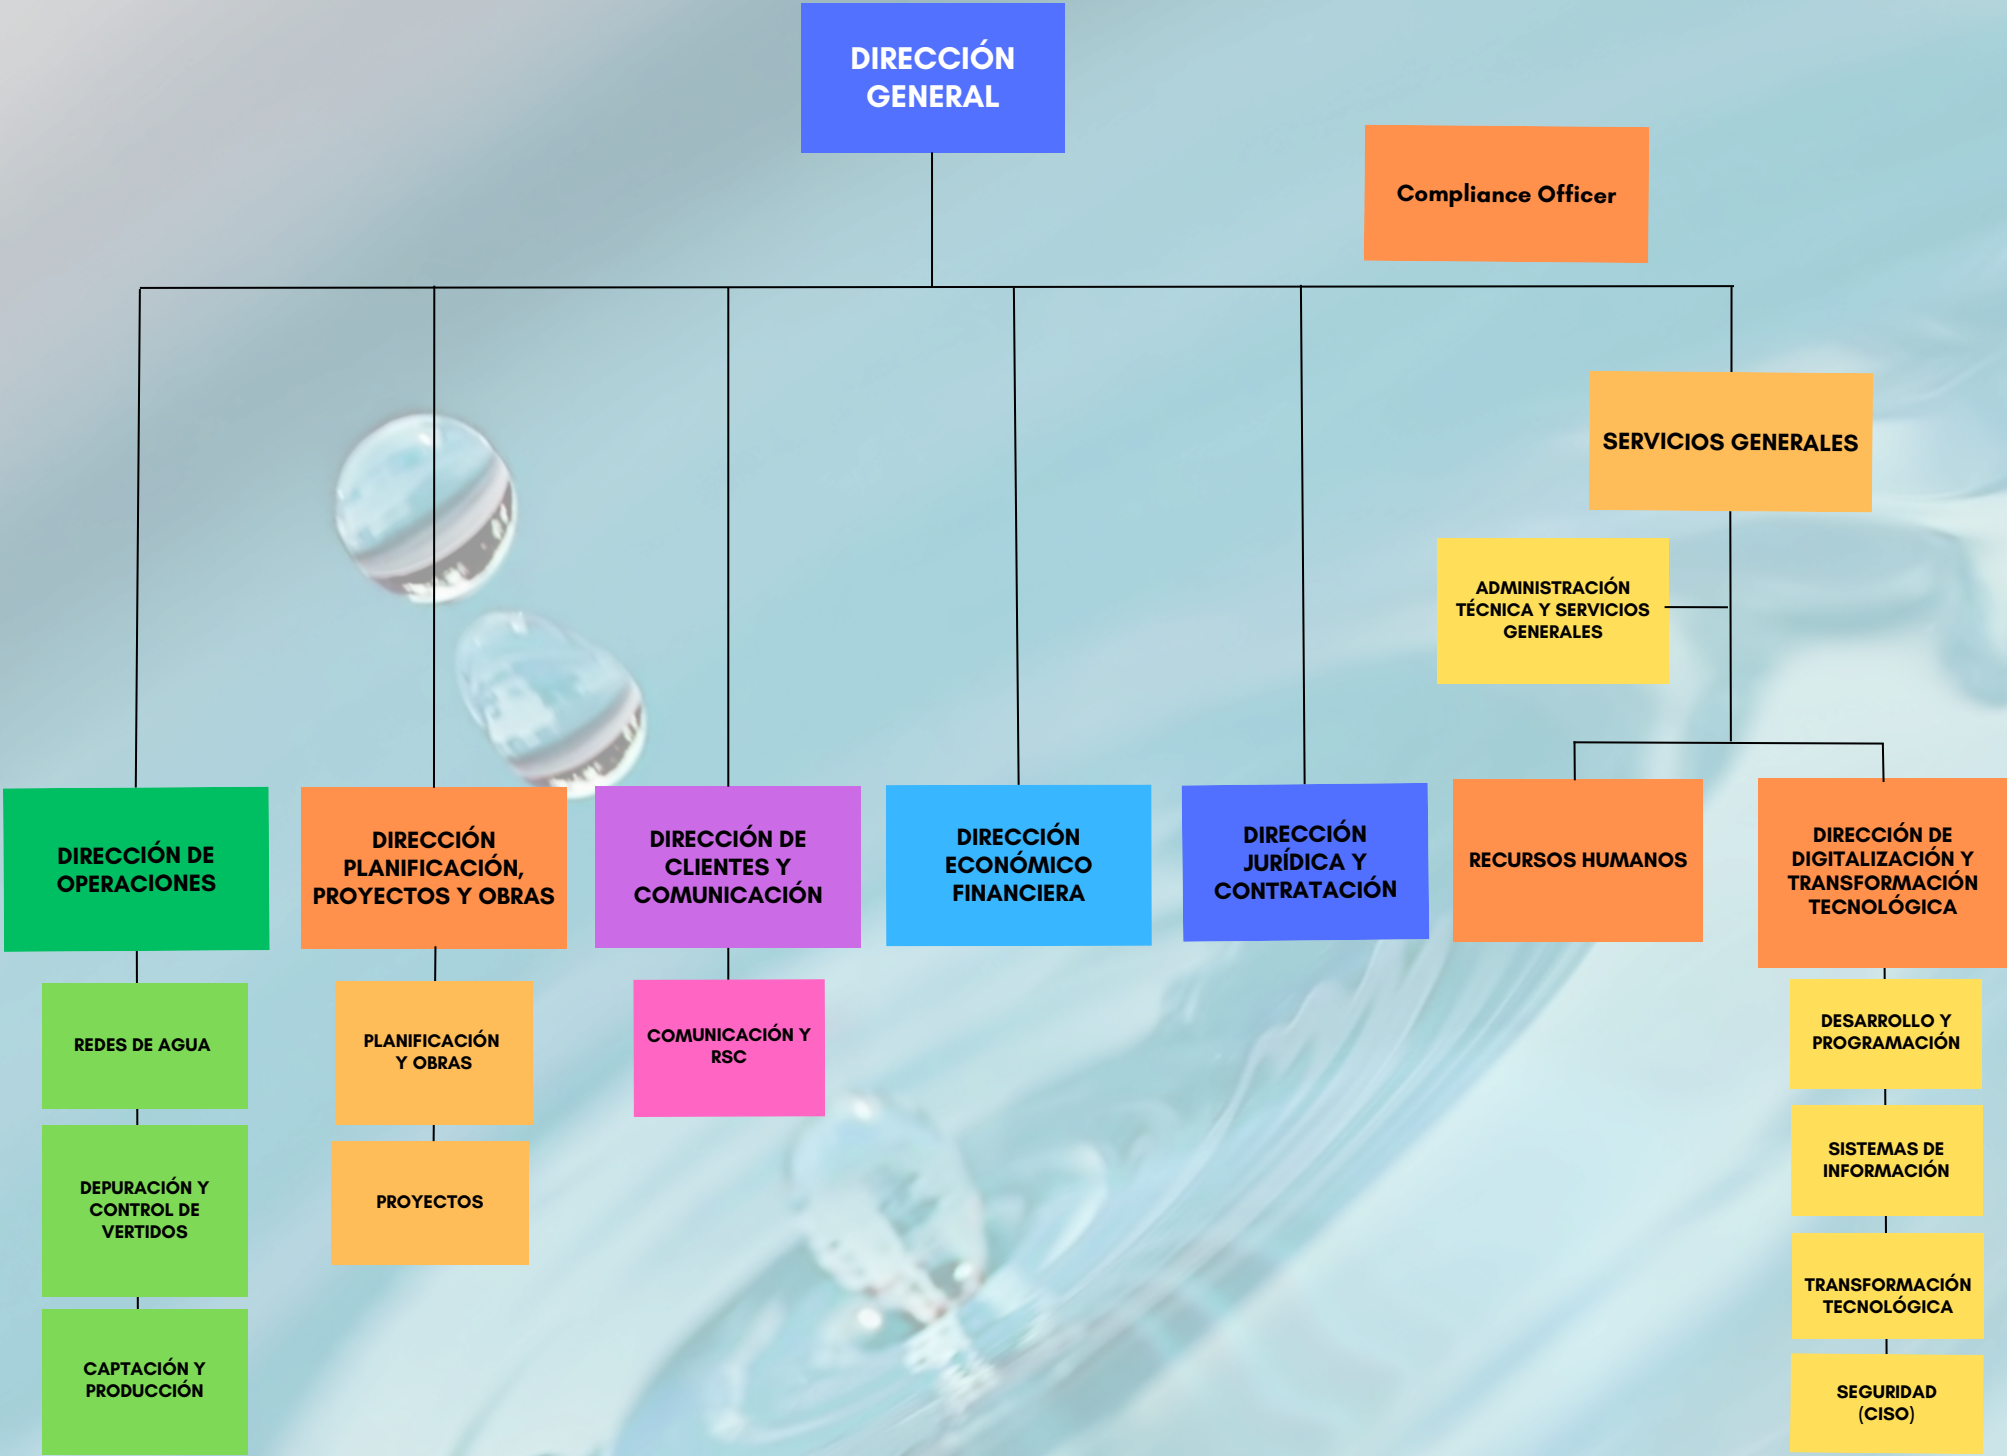 DIRECCIÓN
GENERAL
Compliance Officer
SERVICIOS GENERALES
ADMINISTRACIÓN
TÉCNICA Y SERVICIOS
GENERALES
DIRECCIÓN DE
OPERACIONES
DIRECCIÓN
PLANIFICACIÓN,
PROYECTOS Y OBRAS
DIRECCIÓN DE
CLIENTES Y
COMUNICACIÓN
DIRECCIÓN
ECONÓMICO
FINANCIERA
DIRECCIÓN
JURÍDICA Y
CONTRATACIÓN
RECURSOS HUMANOS
DIRECCIÓN DE
DIGITALIZACIÓN Y
TRANSFORMACIÓN
TECNOLÓGICA
REDES DE AGUA
DEPURACIÓN Y
CONTROL DE
VERTIDOS
CAPTACIÓN Y
PRODUCCIÓN
PLANIFICACIÓN
Y OBRAS
PROYECTOS
COMUNICACIÓN Y
RSC
DESARROLLO Y
PROGRAMACIÓN
SISTEMAS DE
INFORMACIÓN
TRANSFORMACIÓN
TECNOLÓGICA
SEGURIDAD
(CISO)